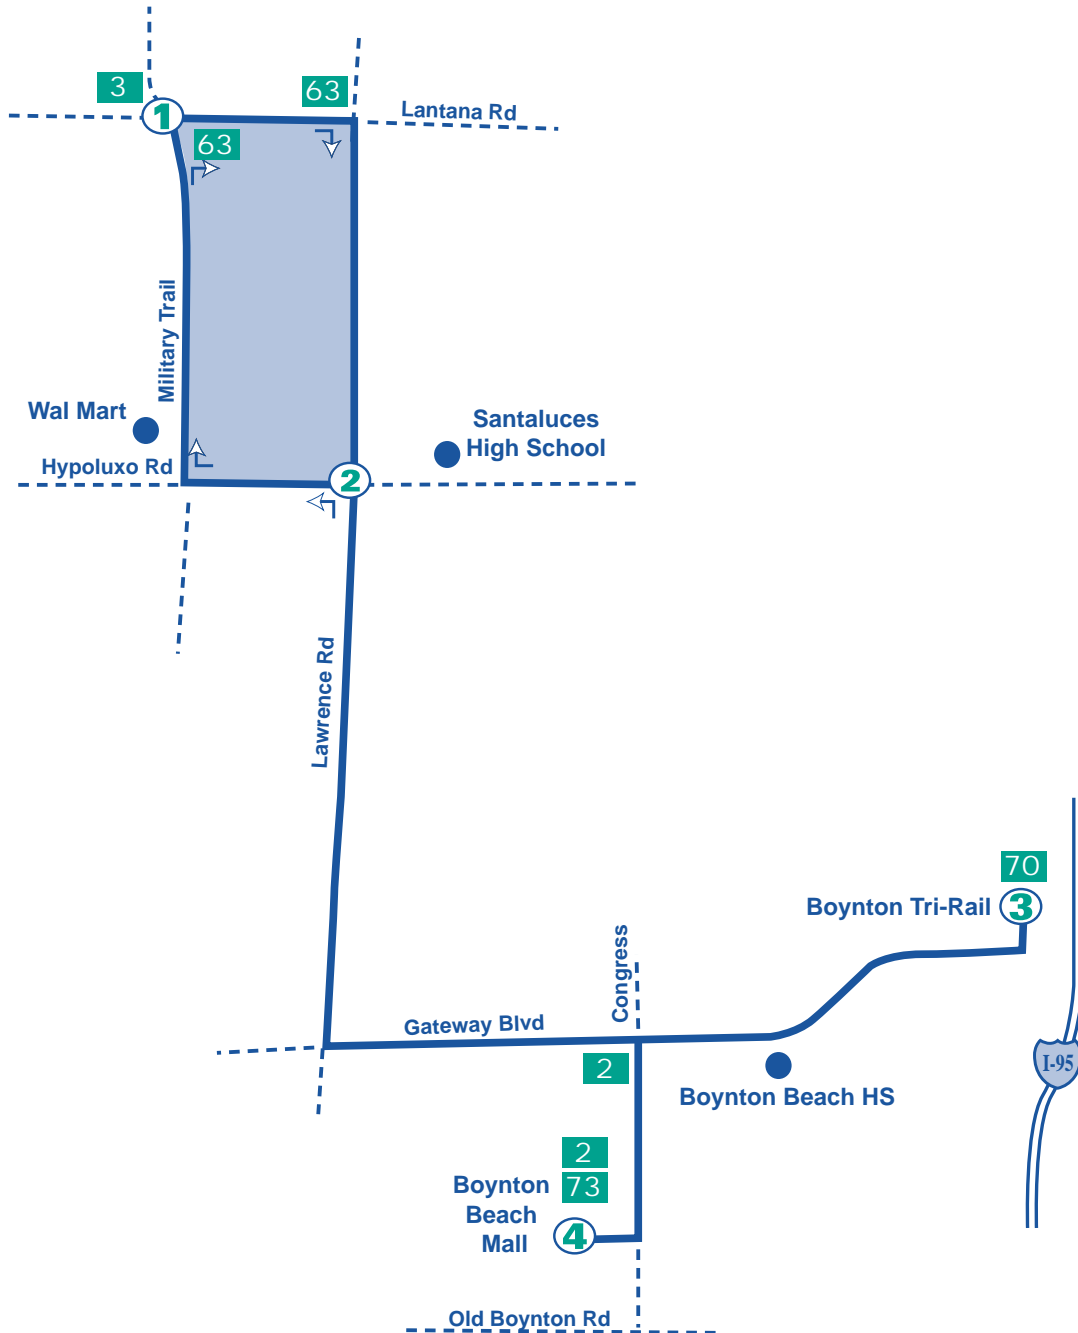 3
63
Lantana Rd
1
63
Military Trail
Wal Mart
Santaluces
High School
Hypoluxo Rd
2
Lawrence Rd
70
Boynton Tri-Rail
3
Congress
Gateway Blvd
2
I-95
Boynton Beach HS
2
73
Boynton
Beach
Mall
4
Old Boynton Rd